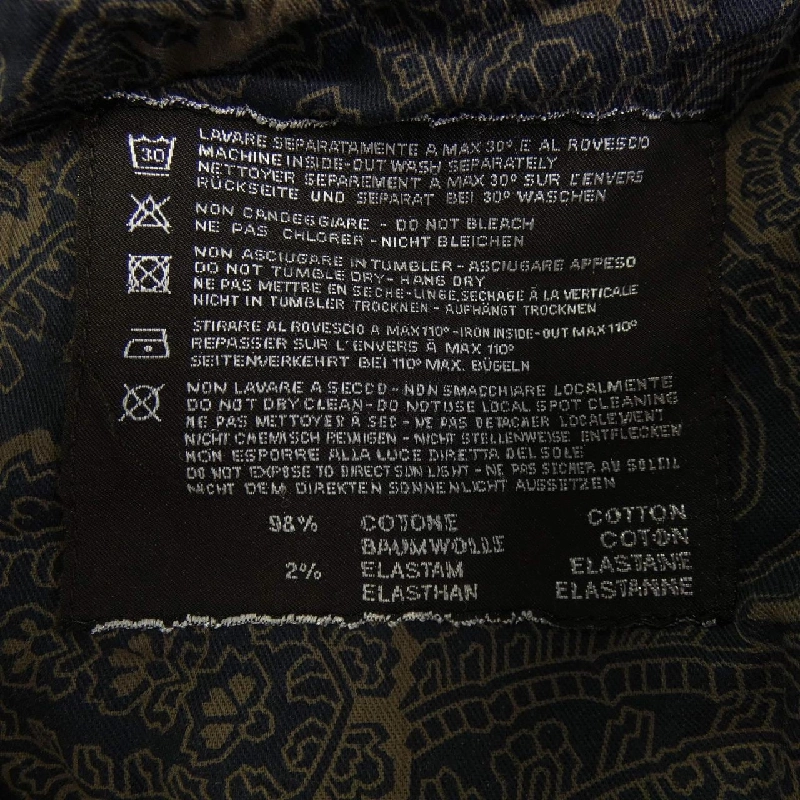 30
LAVARE SEPARATAMENTE A MAX 30° E AL ROVESCIO
MACHINE INSIDE-OUT WASH SEPARATELY
NETTOYER SEPAREMENT A MAX 30° SUR L'ENVERS
RÜCKSEITE UND SEPARAT BEI 30° WASCHEN
NON CANDEGGIARE - DO NOT BLEACH
NE PAS CHLORER - NICHT BLEICHEN
NON ASCIUGARE IN TUMBLER - ASCIUGARE APPESO
DO NOT TUMBLE DRY - HANG DRY
NE PAS METTRE EN SECHE-LINGE, SECHAGE À LA VERTICALE
NICHT IN TUMBLER TROCKNEN - AUFHÄNGT TROCKNEN
STIRARE AL ROVESCIO A MAX 110° - IRON INSIDE-OUT MAX 110°
REPASSER SUR L'ENVERS À MAX 110°
SEITENVERKEHRT BEI 110° MAX. BÜGELN
NON LAVARE A SECCO - NON SMACCHIARE LOCALMENTE
DO NOT DRY CLEAN - DO NOT USE LOCAL SPOT CLEANING
NE PAS METTOYER À SEC - NE PAS DETACHER LOCALEMENT
NICHT CHEMISCH REINIGEN - NICHT STELLENWEISE ENTFLECKEN
NON ESPORRE ALLA LUCE DIRETTA DEL SOLE
DO NOT EXPOSE TO DIRECT SUN LIGHT - NE PAS SECHER AU SOLEIL
NICHT DEM DIREKTEN SONNENLICHT AUSSETZEN
98% COTONE COTTON
BAUMWOLLE COTON
2% ELASTAM ELASTANE
ELASTHAN ELASTANNE